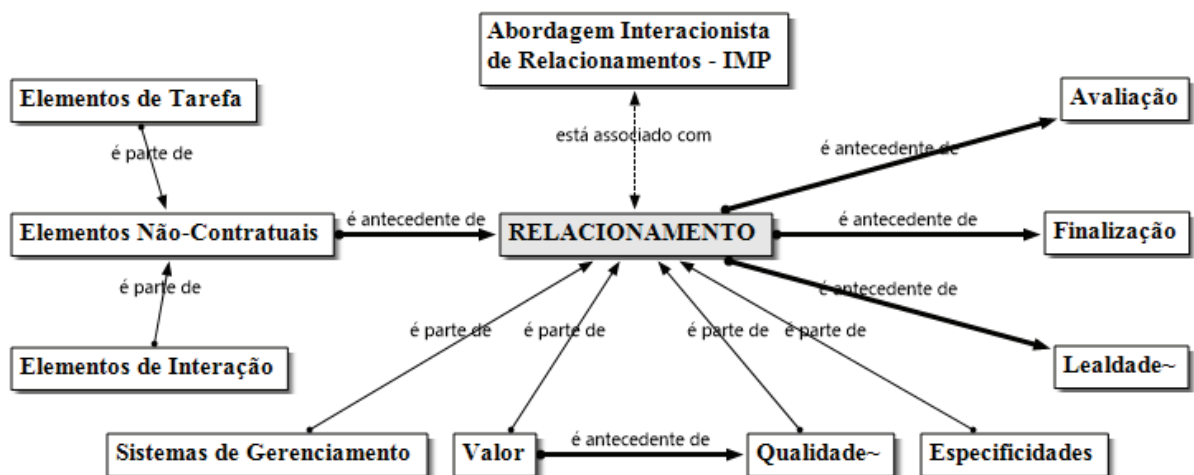 Abordagem Interacionista
de Relacionamentos - IMP
Elementos de Tarefa
Avaliação
está associado com
é parte de
é antecedente de
Elementos Não-Contratuais
é antecedente de
RELACIONAMENTO
é antecedente de
Finalização
é parte de
é antecedente de
é parte de
é parte de
é parte de
é parte de
Elementos de Interação
Lealdade~
Sistemas de Gerenciamento
Valor
é antecedente de
Qualidade~
Especificidades